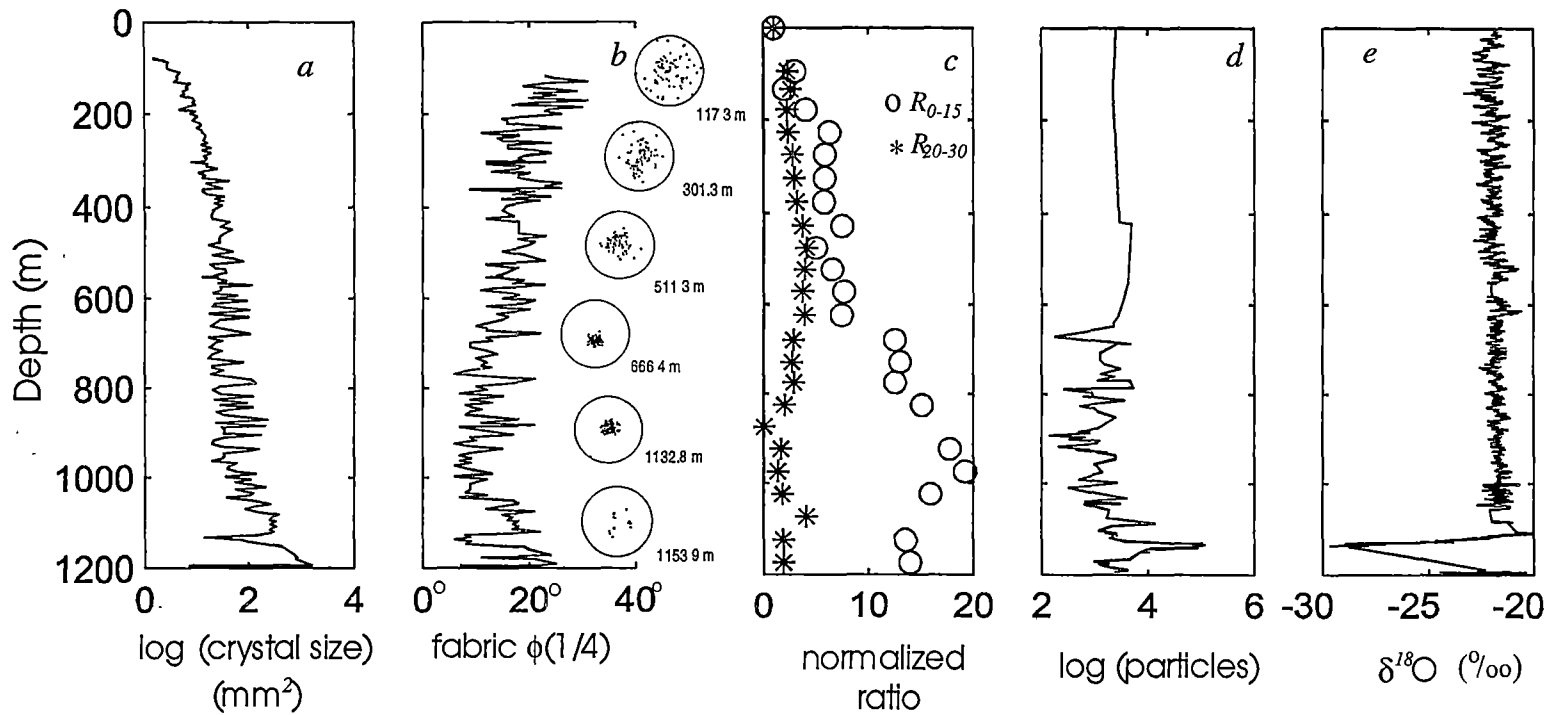 0
200
400
600
800
1000
1200
Depth (m)
a
0
2
4
log (crystal size)
(mm²)
b
117 3 m
301.3 m
511 3 m
666 4 m
1132.8 m
1153 9 m
0°
20°
40°
fabric ϕ(1/4)
c
O R0-15
* R20-30
0
10
20
normalized
ratio
d
2
4
6
log (particles)
e
-30
-25
-20
δ¹⁸O (‰)